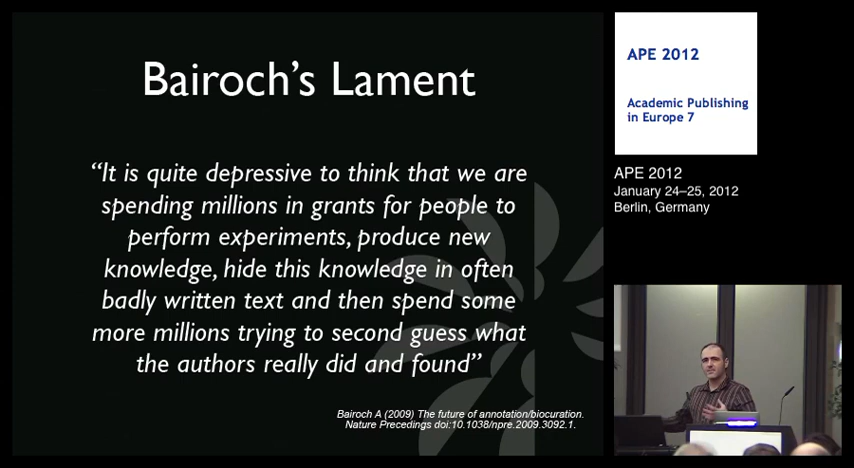 Bairoch’s Lament
“It is quite depressive to think that we are
spending millions in grants for people to
perform experiments, produce new
knowledge, hide this knowledge in often
badly written text and then spend some
more millions trying to second guess what
the authors really did and found”
Bairoch A (2009) The future of annotation/biocuration.
Nature Precedings doi:10.1038/npre.2009.3092.1.
APE 2012
Academic Publishing
in Europe 7
APE 2012
January 24–25, 2012
Berlin, Germany